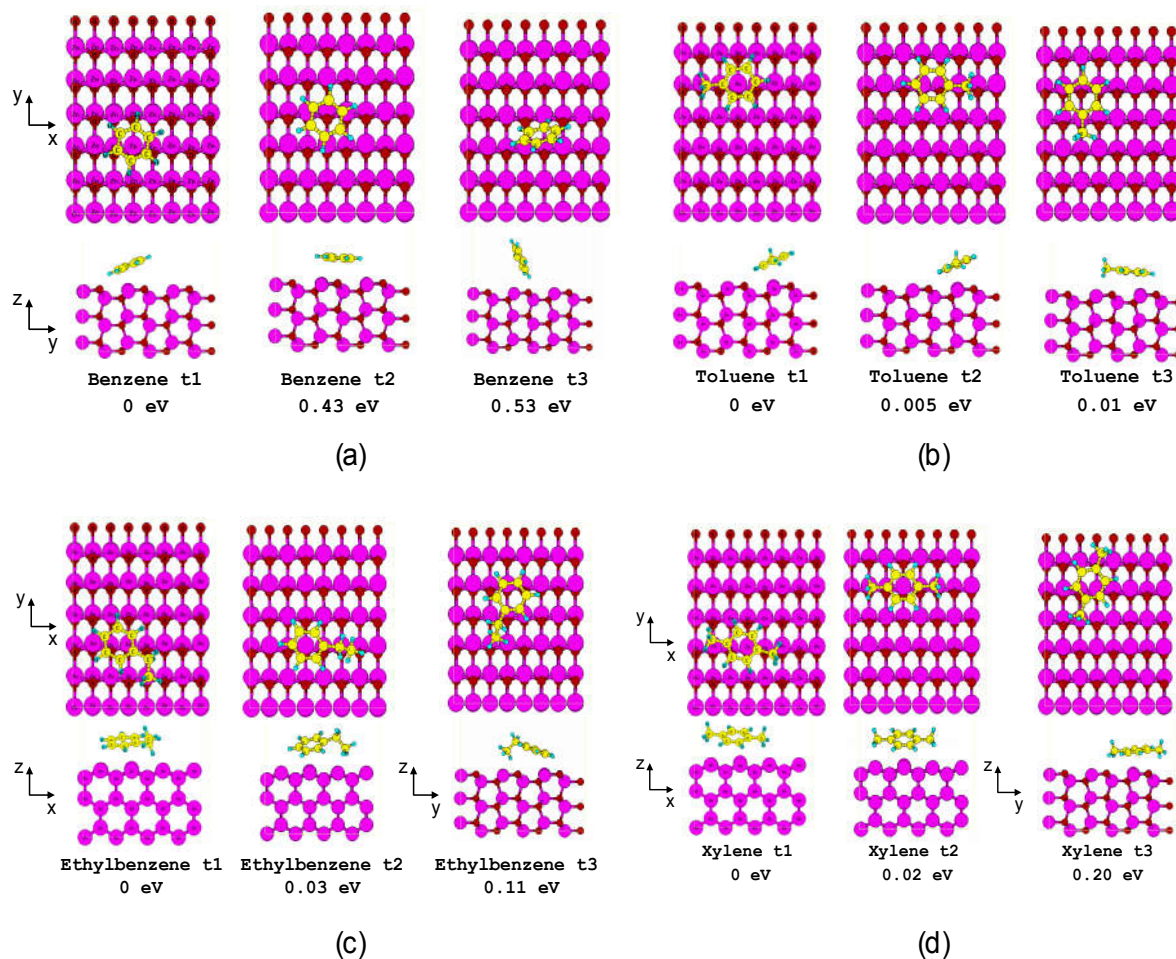 y
x
z
y
Benzene t1
0 eV
Benzene t2
0.43 eV
Benzene t3
0.53 eV
(a)
Toluene t1
0 eV
Toluene t2
0.005 eV
Toluene t3
0.01 eV
(b)
y
x
z
x
z
y
Ethylbenzene t1
0 eV
Ethylbenzene t2
0.03 eV
Ethylbenzene t3
0.11 eV
(c)
y
x
z
x
z
y
Xylene t1
0 eV
Xylene t2
0.02 eV
Xylene t3
0.20 eV
(d)